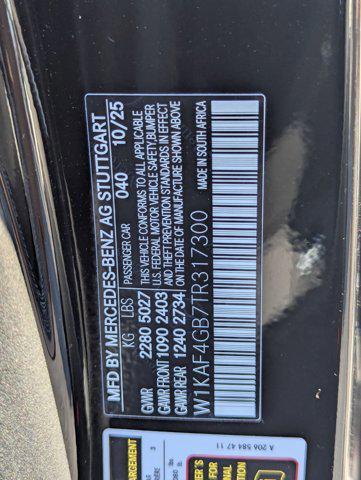 MFD BY MERCEDES-BENZ AG STUTTGART
PASSENGER CAR 040 10/25
KG LBS
GVWR 2280 5027
GAWR FRONT 1090 2403
GAWR REAR 1240 2734
THIS VEHICLE CONFORMS TO ALL APPLICABLE
U.S. FEDERAL MOTOR VEHICLE SAFETY, BUMPER
AND THEFT PREVENTION STANDARDS IN EFFECT
ON THE DATE OF MANUFACTURE SHOWN ABOVE
W1KAF4GB7TR317300
MADE IN SOUTH AFRICA
A 206 584 47 11